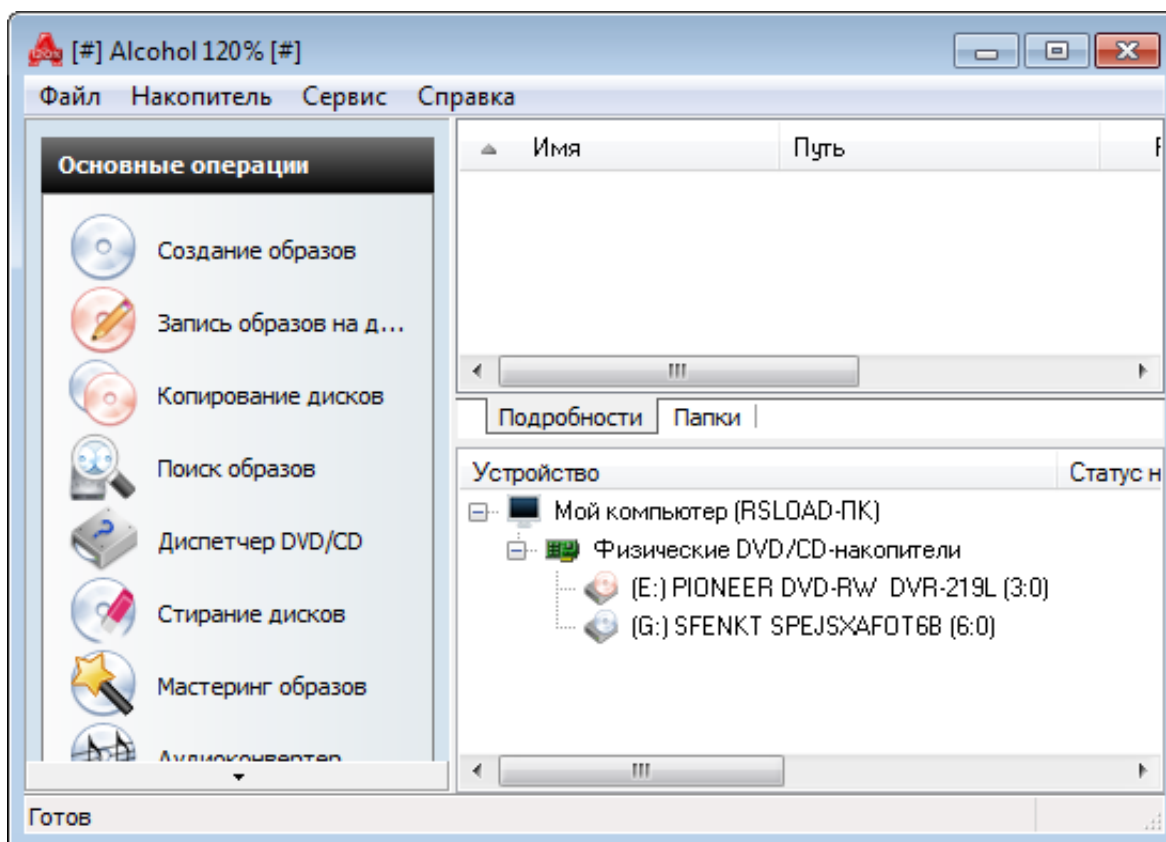 [#] Alcohol 120% [#]
Файл Накопитель Сервис Справка
Основные операции
Создание образов
Запись образов на д...
Копирование дисков
Поиск образов
Диспетчер DVD/CD
Стирание дисков
Мастеринг образов
Аудиоконвертер
Имя Путь
Подробности Папки
Устройство Статус н
Мой компьютер (RSLOAD-ПК)
Физические DVD/CD-накопители
(E:) PIONEER DVD-RW DVR-219L (3:0)
(G:) SFENKT SPEJSXAFOT6B (6:0)
Готов